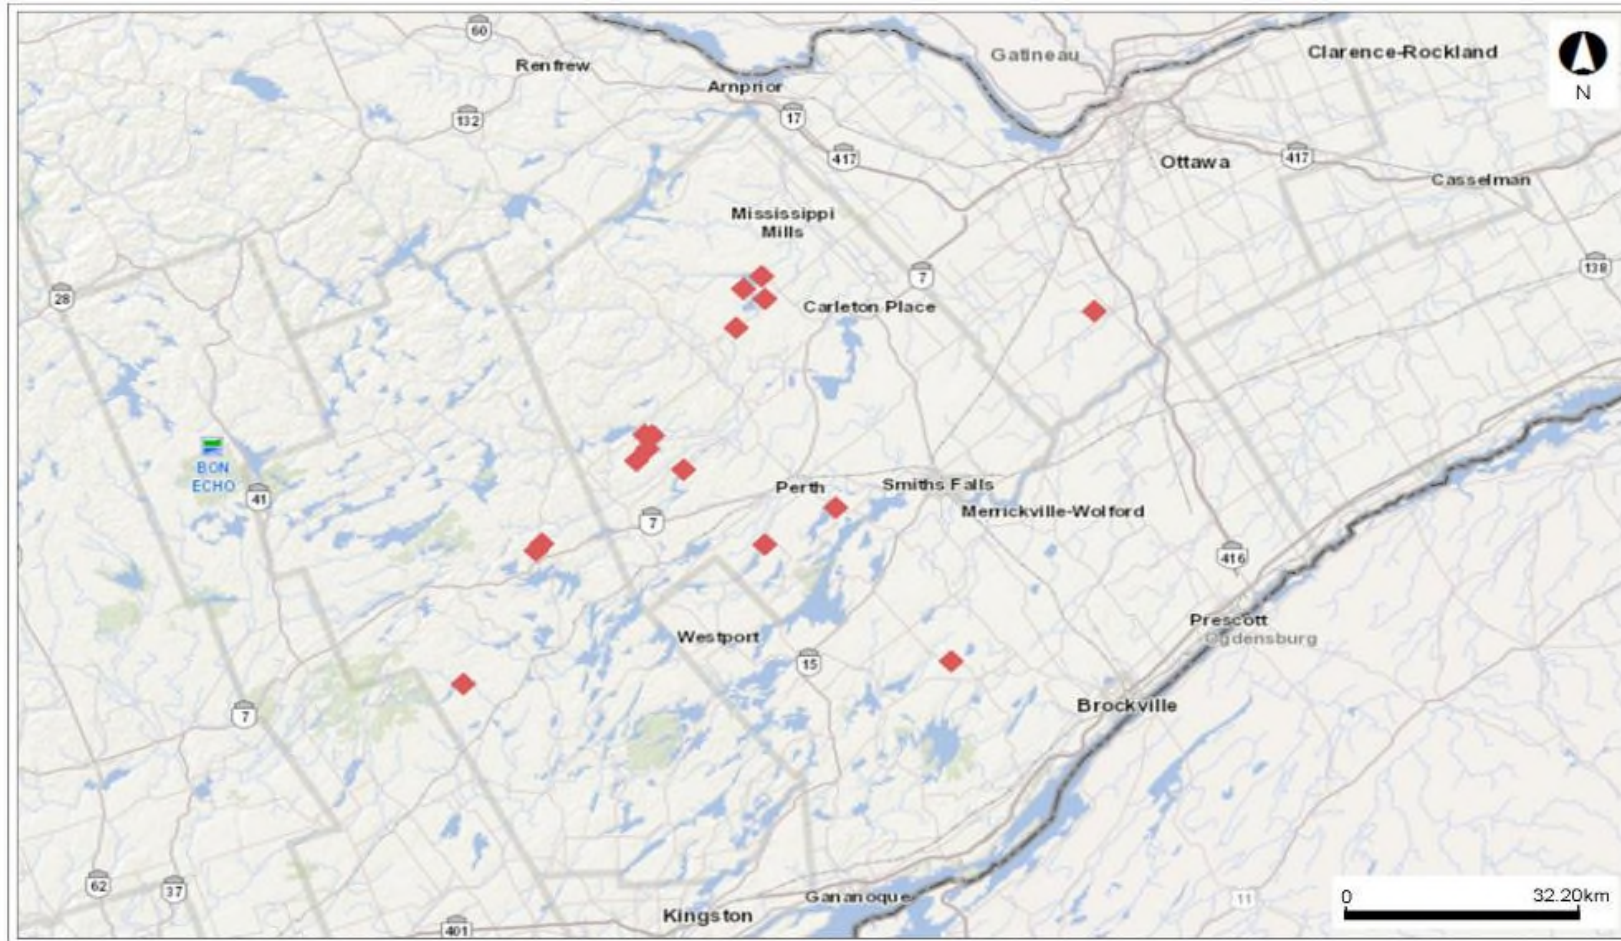 60
Renfrew
Gatineau
Clarence-Rockland
N
Arnprior
132
17
417
Ottawa
417
Casselman
Mississippi
Mills
28
7
138
Carleton Place
BON
ECHO
41
Perth
Smiths Falls
Merrickville-Wolford
7
416
Prescott
Ogdensburg
Westport
15
7
Brockville
62
37
401
Kingston
Gananoque
11
0
32.20km